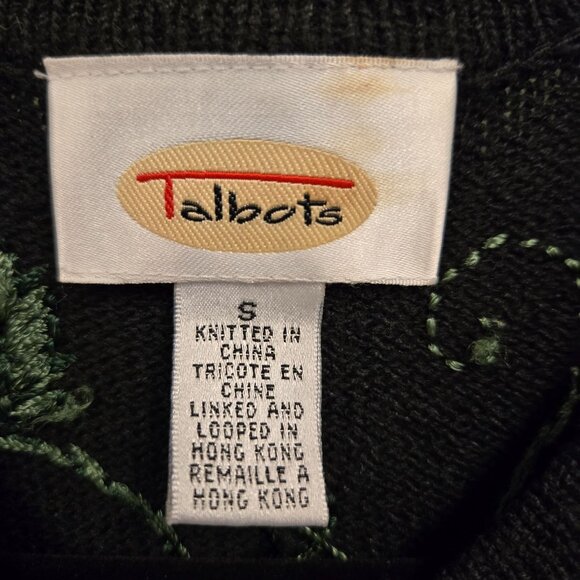 Talbots
S
KNITTED IN
CHINA
TRICOTE EN
CHINE
LINKED AND
LOOPED IN
HONG KONG
REMAILLE A
HONG KONG